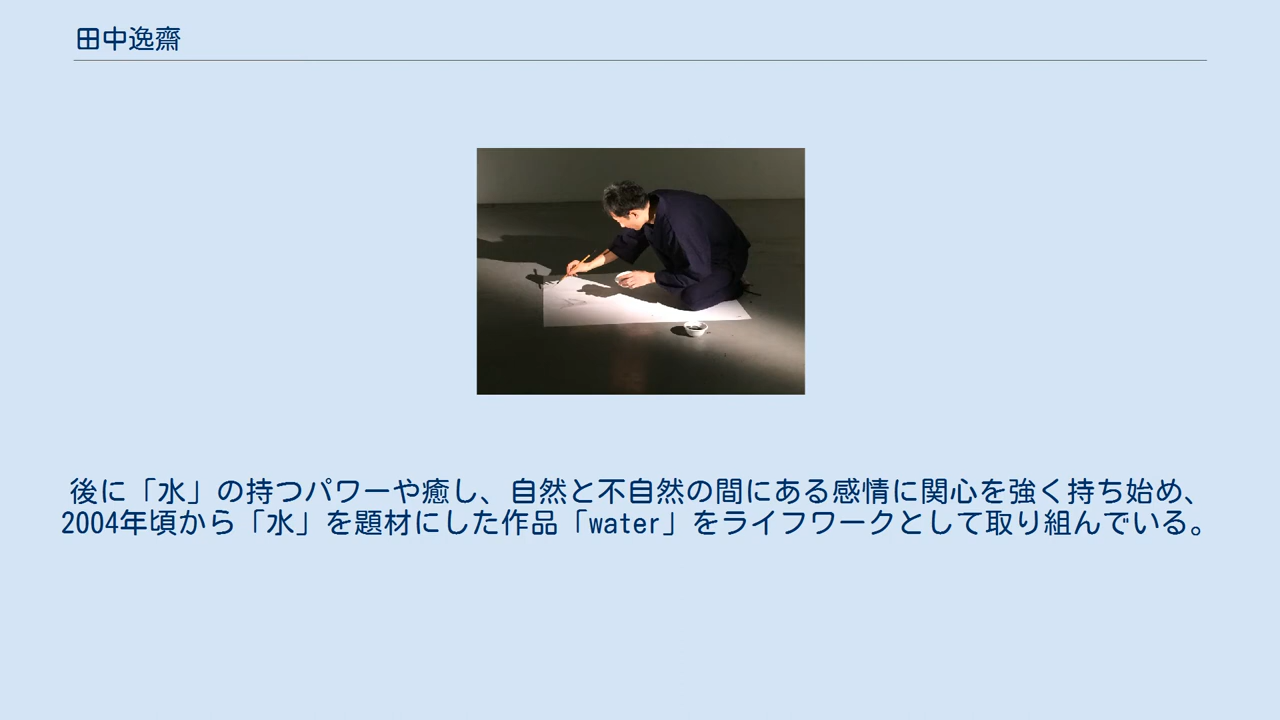 田中逸齋
後に「水」の持つパワーや癒し、自然と不自然の間にある感情に関心を強く持ち始め、
2004年頃から「水」を題材にした作品「water」をライフワークとして取り組んでいる。